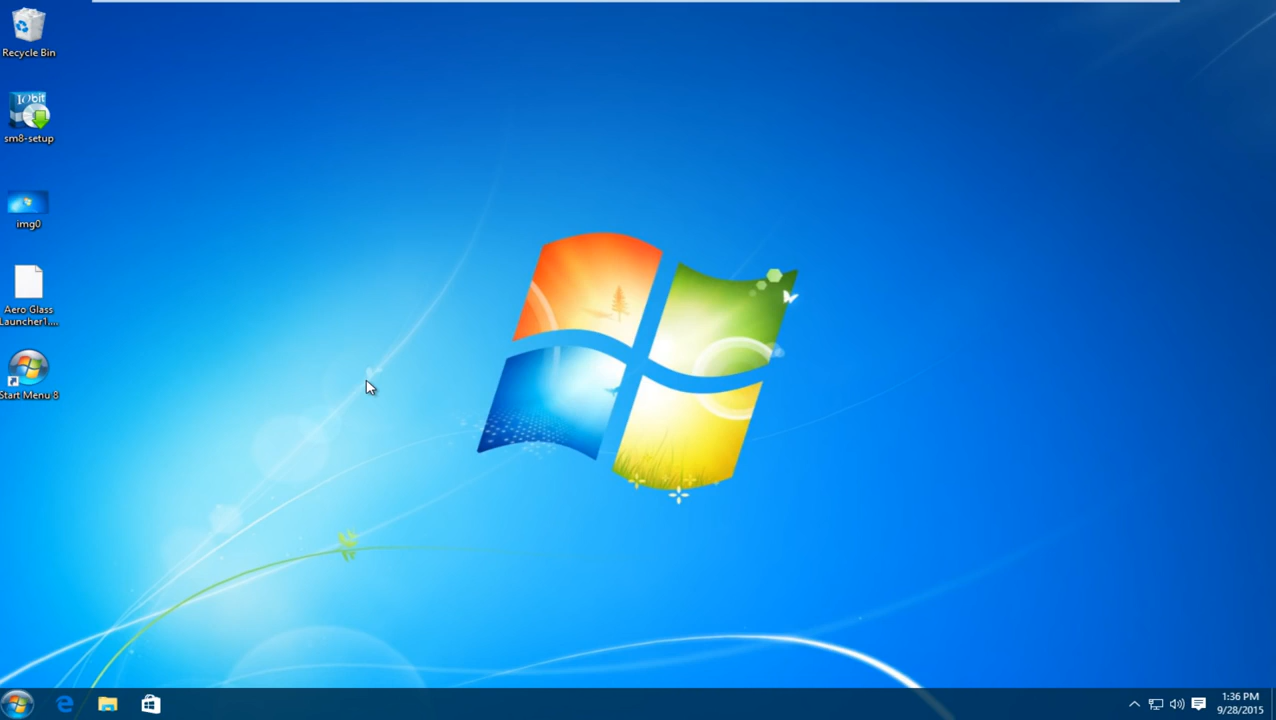 Recycle Bin
IObit
sm8-setup
img0
Aero Glass
Launcher1....
Start Menu 8
1:36 PM
9/28/2015